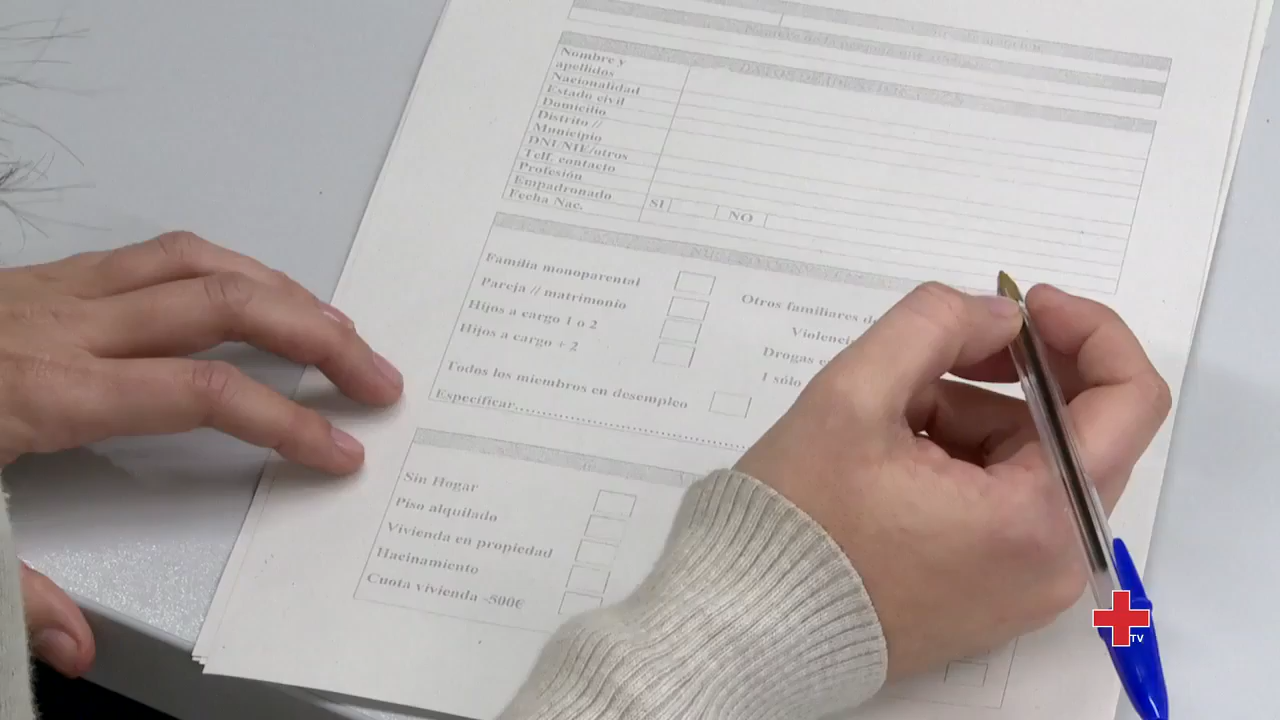 Nombre y
apellidos
Nacionalidad
Estado civil
Domicilio
Distrito //
Municipio
DNI/NIE/otros
Telf. contacto
Profesión
Empadronado
SI NO
Fecha Nac.
Familia monoparental
Pareja // matrimonio
Hijos a cargo 1 o 2
Hijos a cargo + 2
Todos los miembros en desempleo
Especificar
Otros familiares
Drogas
1 sólo
Sin Hogar
Piso alquilado
Vivienda en propiedad
Hacinamiento
Cuota vivienda -500€
TV